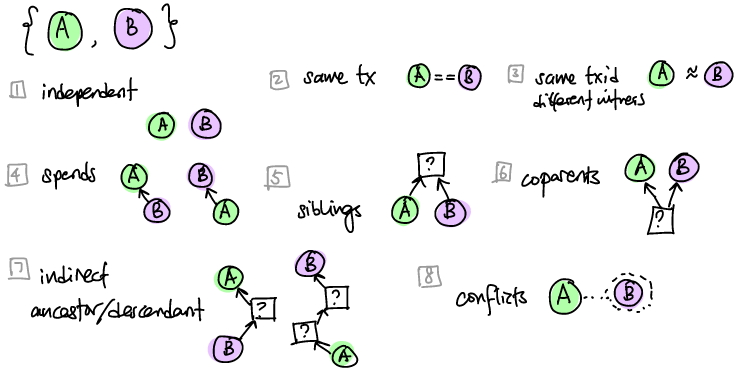 { A , B }
1 independent
A B
2 same tx A == B
3 same txid A ≈ B
different witness
4 spends A B
B A
5 siblings ?
A B
6 coparents A B
?
7 indirect
ancestor/descendant
A ? B
B ? ? A
8 conflicts A B